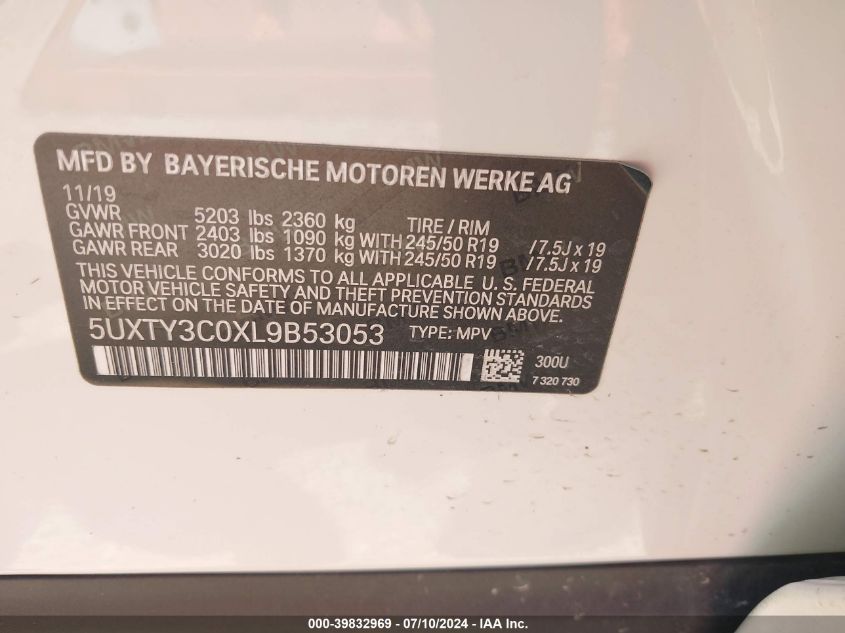 MFD BY BAYERISCHE MOTOREN WERKE AG
11/19
GVWR 5203 lbs 2360 kg TIRE / RIM
GAWR FRONT 2403 lbs 1090 kg WITH 245/50 R19 /7.5J x 19
GAWR REAR 3020 lbs 1370 kg WITH 245/50 R19 /7.5J x 19
THIS VEHICLE CONFORMS TO ALL APPLICABLE U. S. FEDERAL
MOTOR VEHICLE SAFETY AND THEFT PREVENTION STANDARDS
IN EFFECT ON THE DATE OF MANUFACTURE SHOWN ABOVE.
5UXTY3C0XL9B53053 TYPE: MPV
300U
7 320 730
000-39832969 / 07/10/2024 - Copyright © IAA, Inc.